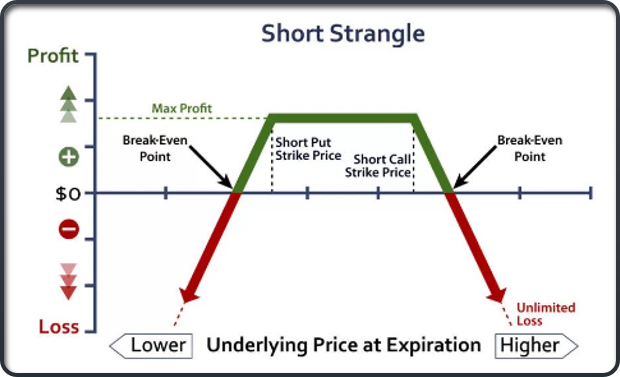 Short Strangle
Profit
Max Profit
Break-Even
Point
Short Put
Strike Price
Short Call
Strike Price
Break-Even
Point
$0
Unlimited
Loss
Loss
Lower
Underlying Price at Expiration
Higher